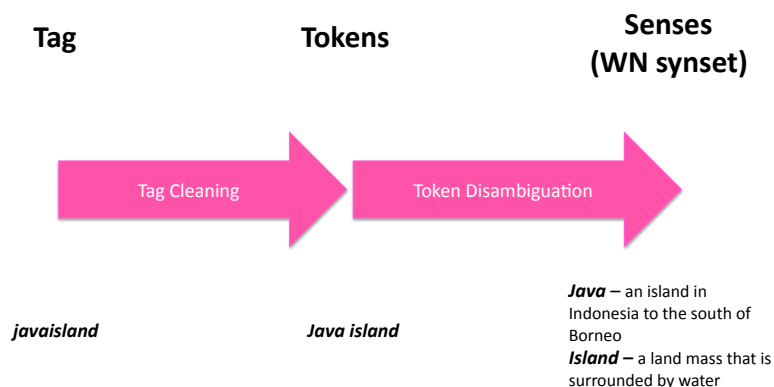 Tag
Tokens
Senses
(WN synset)
Tag Cleaning
Token Disambiguation
javaisland
Java island
Java – an island in
Indonesia to the south of
Borneo
Island – a land mass that is
surrounded by water